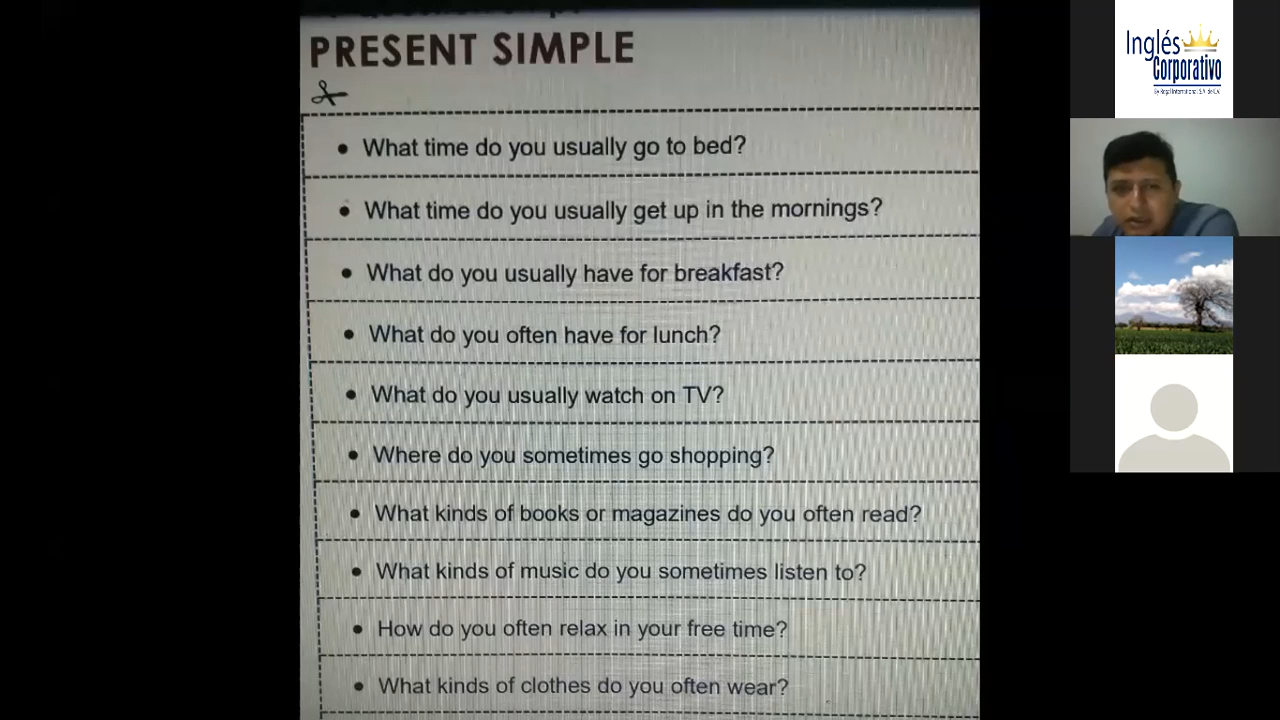 PRESENT SIMPLE
• What time do you usually go to bed?
• What time do you usually get up in the mornings?
• What do you usually have for breakfast?
• What do you often have for lunch?
• What do you usually watch on TV?
• Where do you sometimes go shopping?
• What kinds of books or magazines do you often read?
• What kinds of music do you sometimes listen to?
• How do you often relax in your free time?
• What kinds of clothes do you often wear?
Inglés
Corporativo